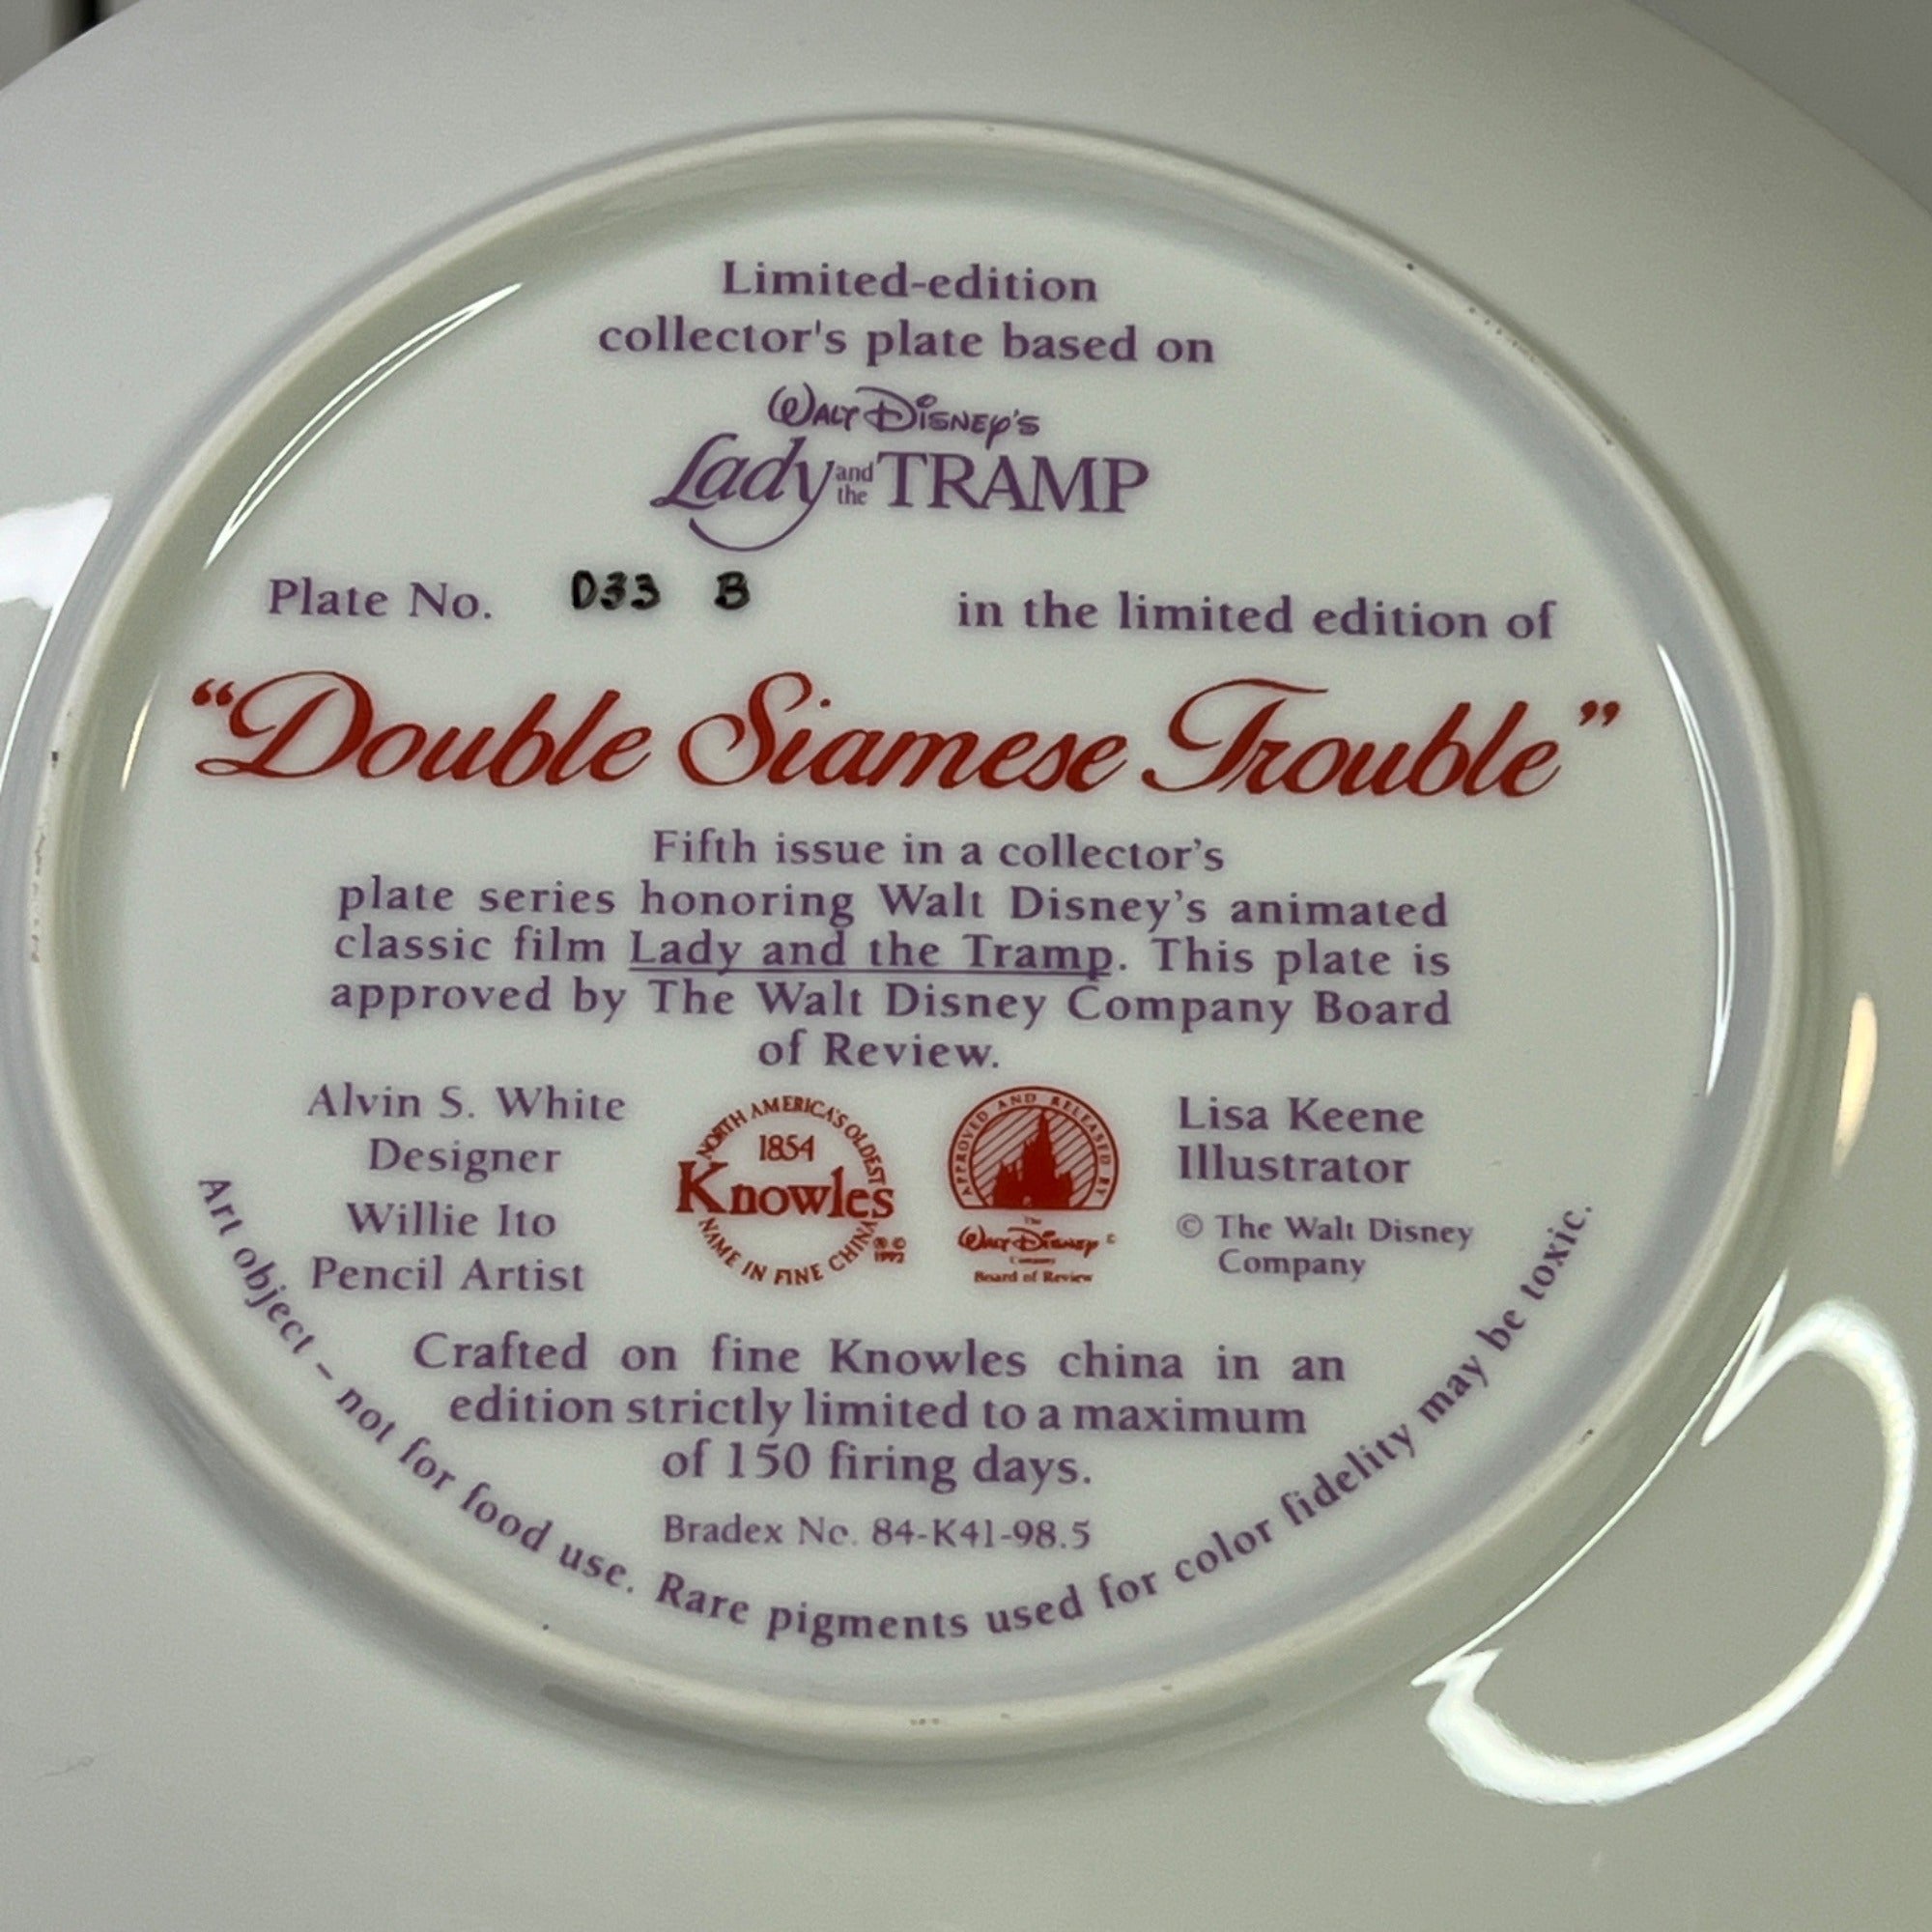 Limited-edition
collector's plate based on
Walt Disney's
Lady and the TRAMP
Plate No. D33 B in the limited edition of
“Double Siamese Trouble”
Fifth issue in a collector's
plate series honoring Walt Disney's animated
classic film Lady and the Tramp. This plate is
approved by The Walt Disney Company Board
of Review.
Alvin S. White
Designer
Willie Ito
Pencil Artist
NORTH AMERICA'S OLDEST
1854
Knowles
NAME IN FINE CHINA
® ©
1992
APPROVED AND RELEASED BY
The
Walt Disney ©
Company
Board of Review
Lisa Keene
Illustrator
© The Walt Disney
Company
Crafted on fine Knowles china in an
edition strictly limited to a maximum
of 150 firing days.
Bradex No. 84-K41-98.5
Art object – not for food use. Rare pigments used for color fidelity may be toxic.